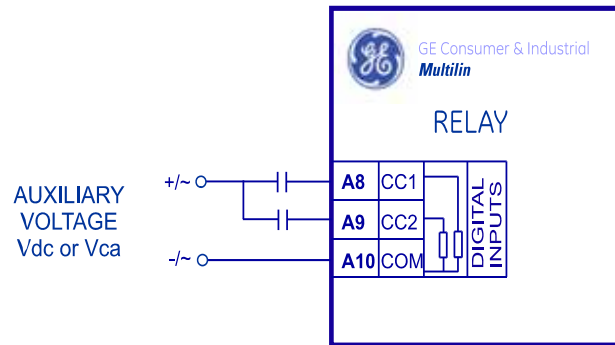 GE Consumer & Industrial
Multilin
RELAY
AUXILIARY
VOLTAGE
Vdc or Vca
+/~
-/~
A8 CC1
A9 CC2
A10 COM
DIGITAL
INPUTS